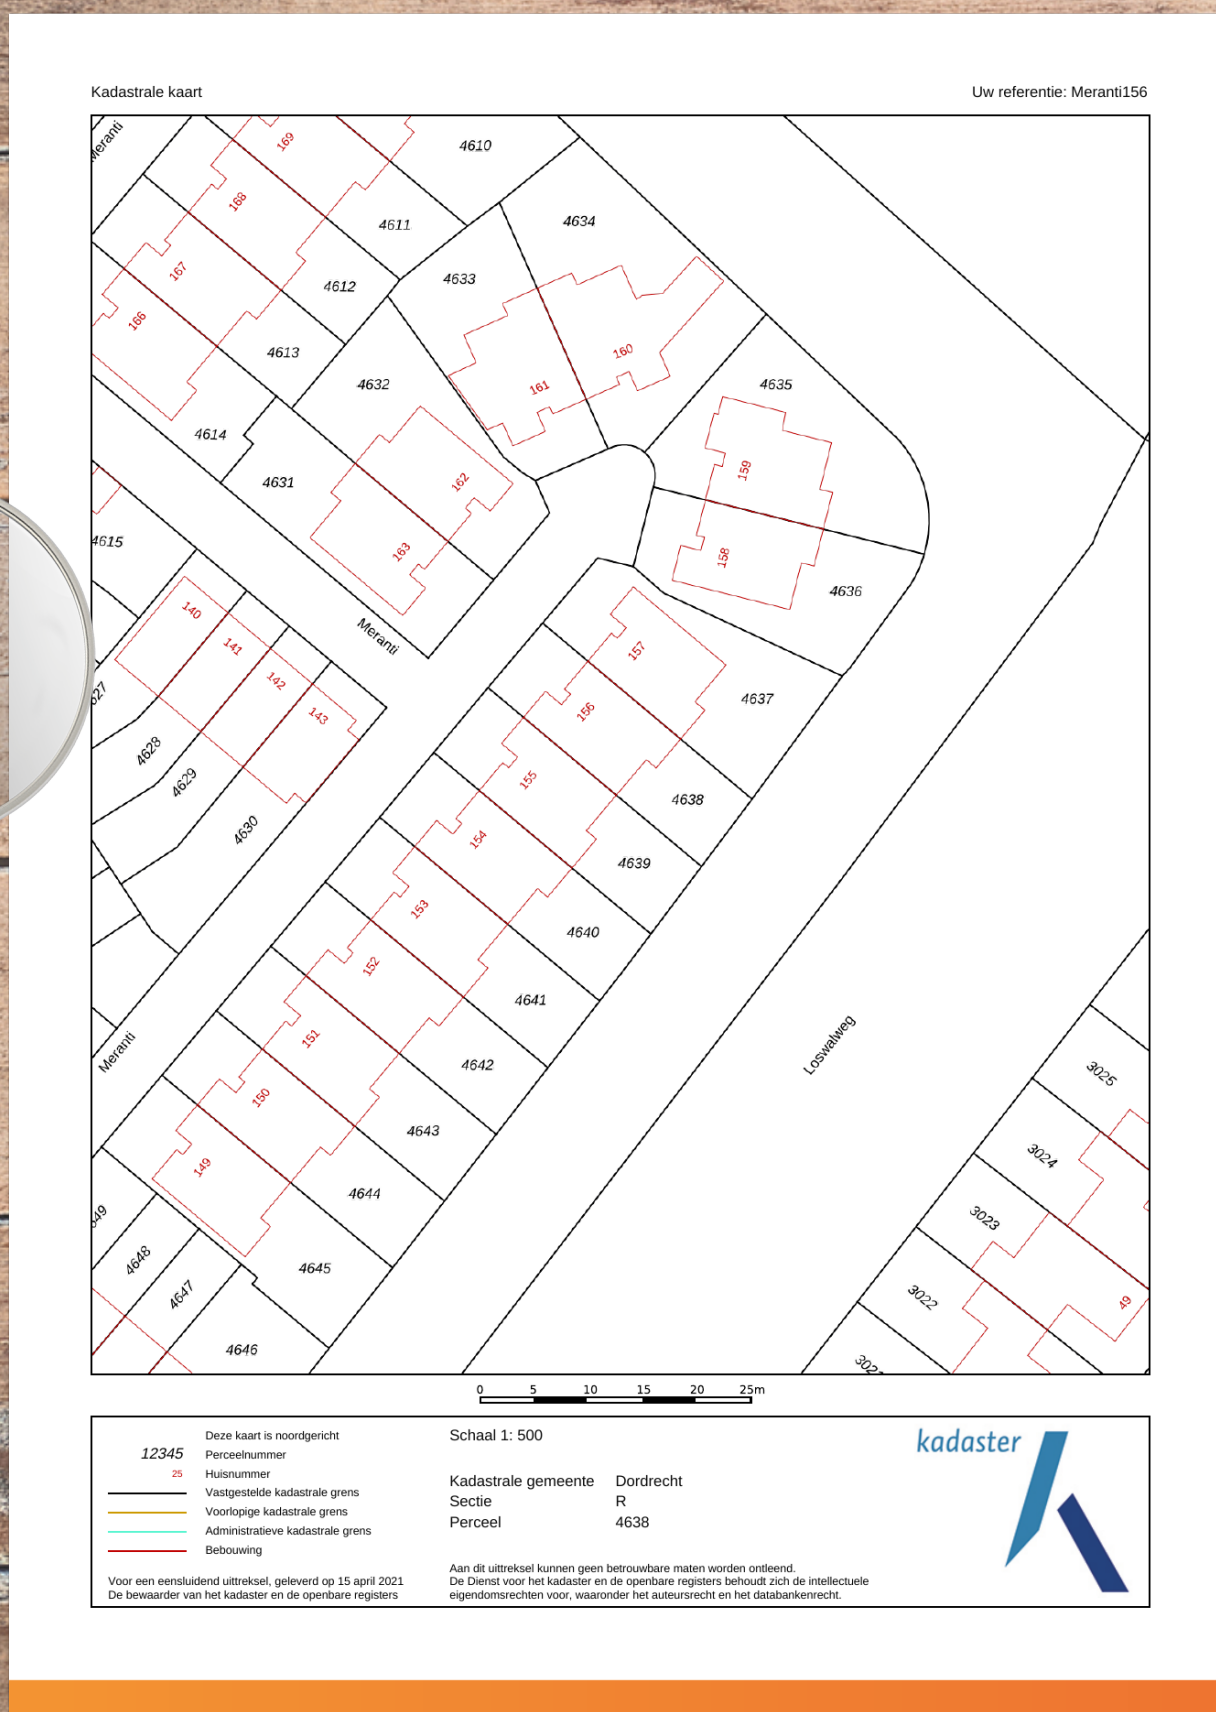 Kadastrale kaart
Uw referentie: Meranti156
Meranti
169
4610
168
4611
4634
167
4612
4633
166
4613
160
161
4632
4635
4614
4631
162
159
163
158
4615
4636
140
141
142
143
Meranti
157
156
4637
4628
4629
4630
155
4638
154
4639
153
4640
152
4641
151
4642
Meranti
Loswalweg
150
4643
3025
149
4644
3024
4645
3023
4648
4647
3022
49
4646
0 5 10 15 20 25m
Deze kaart is noordgericht
12345 Perceelnummer
25 Huisnummer
Vastgestelde kadastrale grens
Voorlopige kadastrale grens
Administratieve kadastrale grens
Bebouwing
Voor een eensluidend uittreksel, geleverd op 15 april 2021
De bewaarder van het kadaster en de openbare registers
Schaal 1: 500
Kadastrale gemeente Dordrecht
Sectie R
Perceel 4638
Aan dit uittreksel kunnen geen betrouwbare maten worden ontleend.
De Dienst voor het kadaster en de openbare registers behoudt zich de intellectuele
eigendomsrechten voor, waaronder het auteursrecht en het databankenrecht.
kadaster